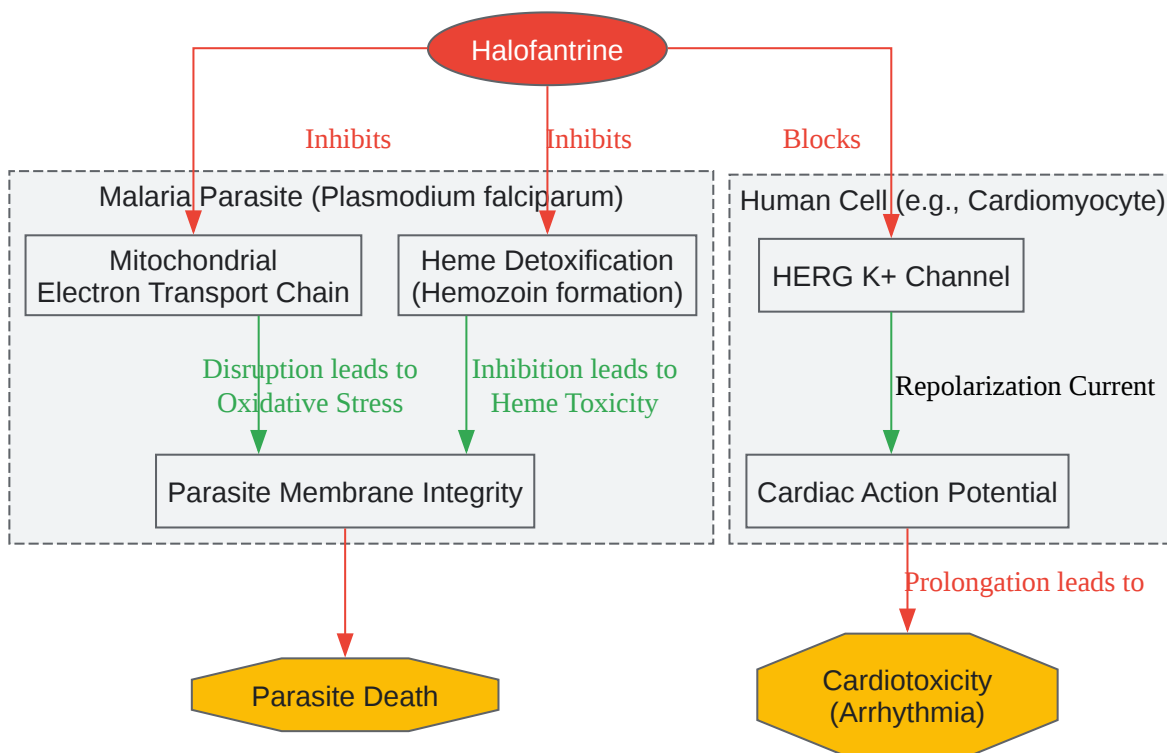 Halofantrine
Inhibits
Inhibits
Blocks
Malaria Parasite (Plasmodium falciparum)
Human Cell (e.g., Cardiomyocyte)
Mitochondrial
Electron Transport Chain
Heme Detoxification
(Hemozoin formation)
HERG K+ Channel
Disruption leads to
Oxidative Stress
Inhibition leads to
Heme Toxicity
Repolarization Current
Parasite Membrane Integrity
Cardiac Action Potential
Prolongation leads to
Parasite Death
Cardiotoxicity
(Arrhythmia)